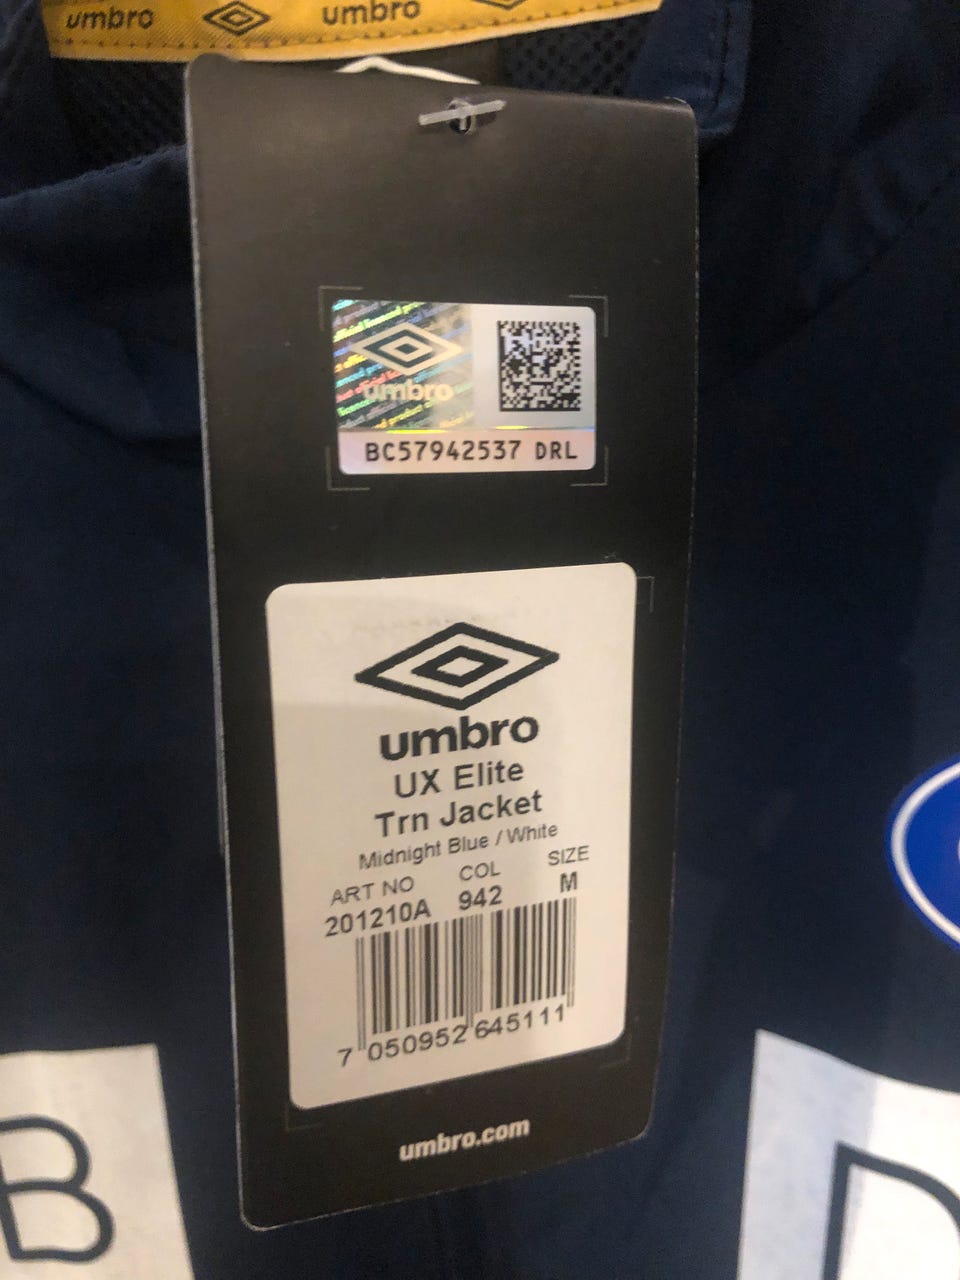 umbro umbro
umbro
BC57942537 DRL
umbro
UX Elite
Trn Jacket
Midnight Blue / White
ART NO COL SIZE
201210A 942 M
7 050952 645111
umbro.com
B